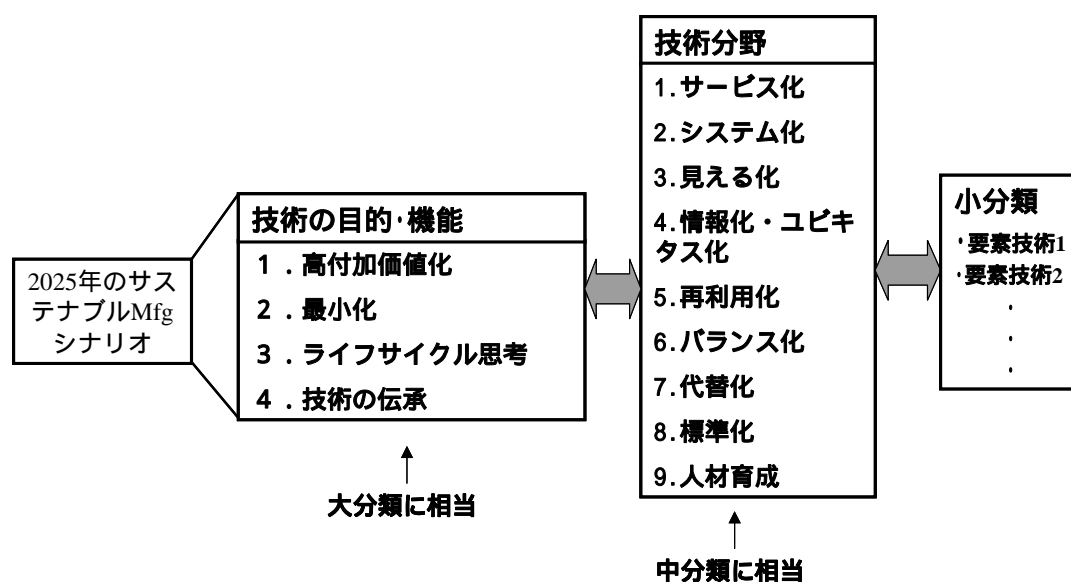 2025年のサス
テナブルMfg
シナリオ
技術の目的・機能
1．高付加価値化
2．最小化
3．ライフサイクル思考
4．技術の伝承
大分類に相当
技術分野
1.サービス化
2.システム化
3.見える化
4.情報化・ユビキ
タス化
5.再利用化
6.バランス化
7.代替化
8.標準化
9.人材育成
中分類に相当
小分類
・要素技術1
・要素技術2
・
・
・